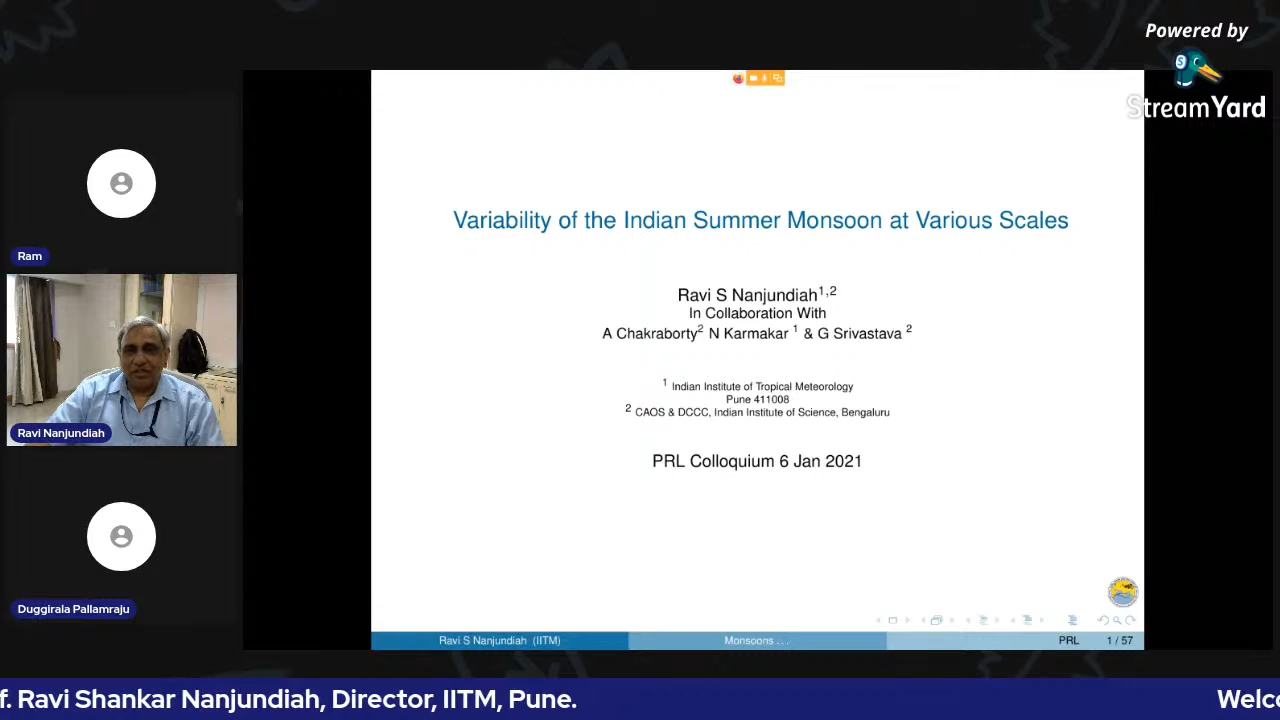 Powered by
StreamYard
Ram
Ravi Nanjundiah
Duggirala Pallamraju
Variability of the Indian Summer Monsoon at Various Scales
Ravi S Nanjundiah1,2
In Collaboration With
A Chakraborty2 N Karmakar 1 & G Srivastava 2
1 Indian Institute of Tropical Meteorology
Pune 411008
2 CAOS & DCCC, Indian Institute of Science, Bengaluru
PRL Colloquium 6 Jan 2021
Ravi S Nanjundiah (IITM) Monsoons ... PRL 1 / 57
f. Ravi Shankar Nanjundiah, Director, IITM, Pune. Welco